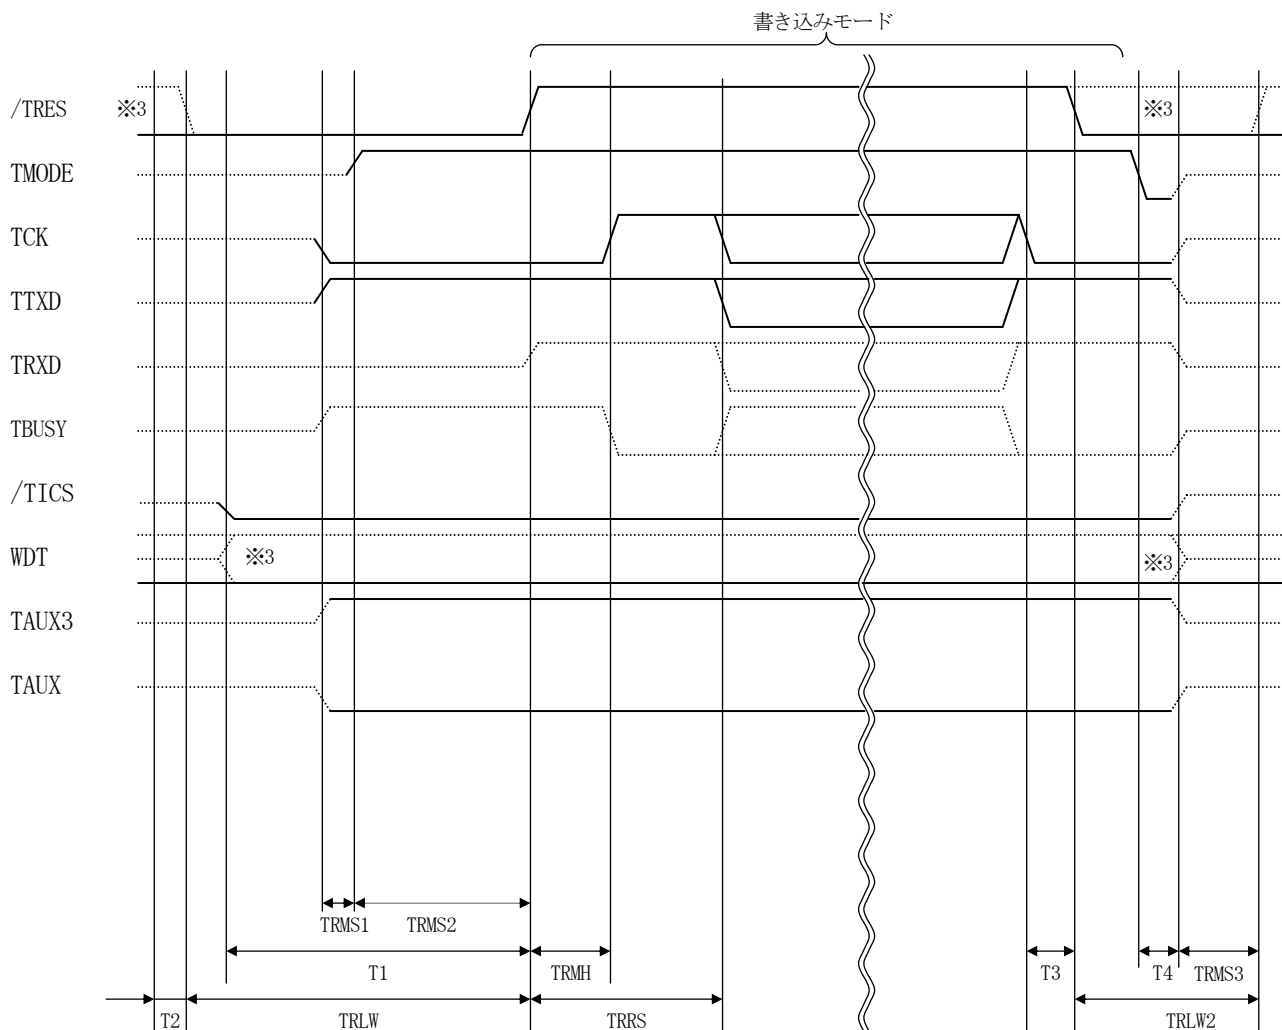 書き込みモード
/TRES ※3 ※3
TMODE
TCK
TTXD
TRXD
TBUSY
/TICS
WDT ※3 ※3
TAUX3
TAUX
TRMS1 TRMS2
T1 TRMH T3 T4 TRMS3
T2 TRLW TRRS TRLW2